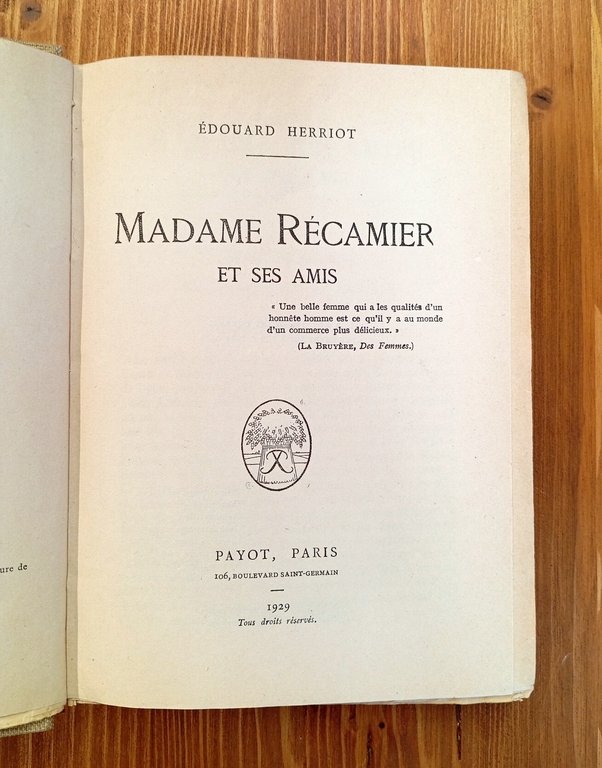 ÉDOUARD HERRIOT
MADAME RÉCAMIER
ET SES AMIS
« Une belle femme qui a les qualités d'un
honnête homme est ce qu'il y a au monde
d'un commerce plus délicieux. »
(LA BRUYÈRE, Des Femmes.)
PAYOT, PARIS
106, BOULEVARD SAINT-GERMAIN
1929
Tous droits réservés.
ure de